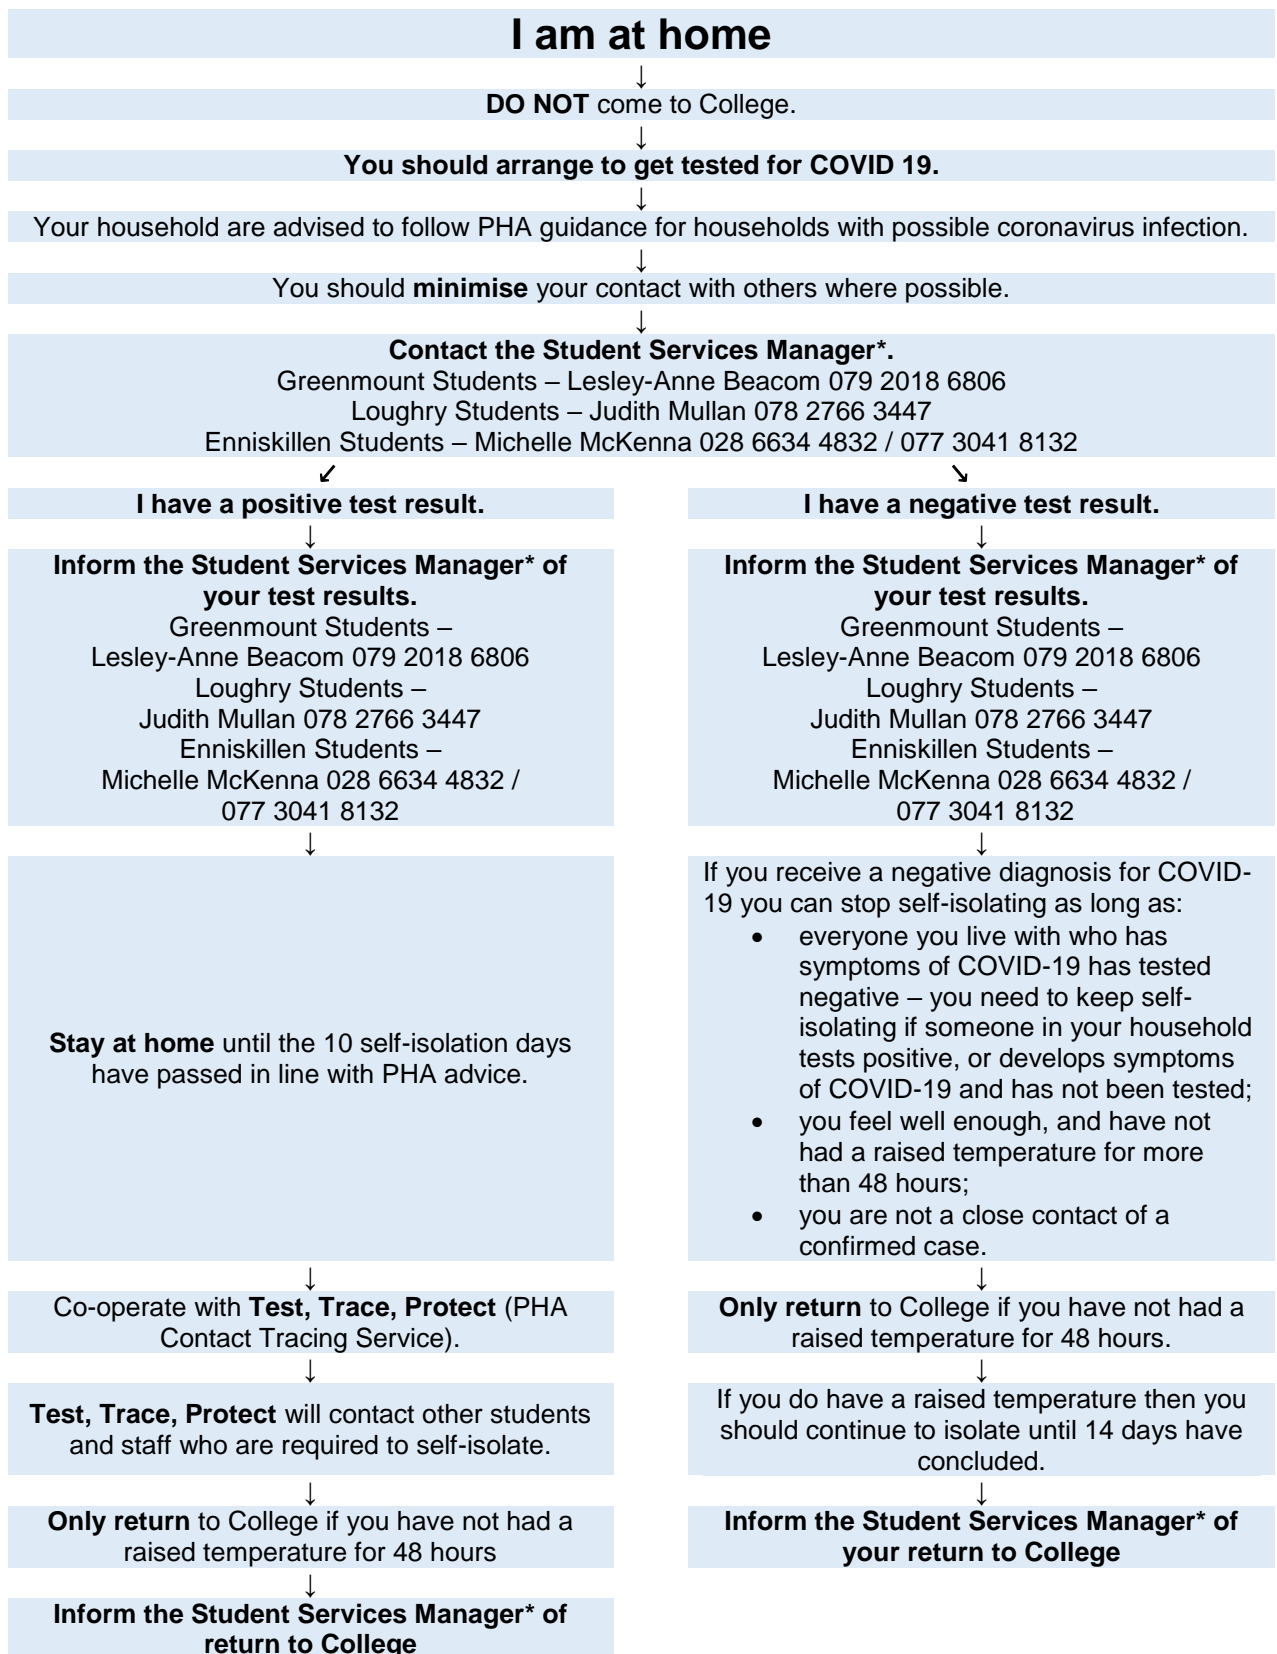 I am at home
↓
DO NOT come to College.
↓
You should arrange to get tested for COVID 19.
↓
Your household are advised to follow PHA guidance for households with possible coronavirus infection.
↓
You should minimise your contact with others where possible.
↓
Contact the Student Services Manager*.
Greenmount Students – Lesley-Anne Beacom 079 2018 6806
Loughry Students – Judith Mullan 078 2766 3447
Enniskillen Students – Michelle McKenna 028 6634 4832 / 077 3041 8132
↙
I have a positive test result.
↓
Inform the Student Services Manager* of
your test results.
Greenmount Students –
Lesley-Anne Beacom 079 2018 6806
Loughry Students –
Judith Mullan 078 2766 3447
Enniskillen Students –
Michelle McKenna 028 6634 4832 /
077 3041 8132
↓
Stay at home until the 10 self-isolation days
have passed in line with PHA advice.
↓
Co-operate with Test, Trace, Protect (PHA
Contact Tracing Service).
↓
Test, Trace, Protect will contact other students
and staff who are required to self-isolate.
↓
Only return to College if you have not had a
raised temperature for 48 hours
↓
Inform the Student Services Manager* of
return to College
↘
I have a negative test result.
↓
Inform the Student Services Manager* of
your test results.
Greenmount Students –
Lesley-Anne Beacom 079 2018 6806
Loughry Students –
Judith Mullan 078 2766 3447
Enniskillen Students –
Michelle McKenna 028 6634 4832 /
077 3041 8132
↓
If you receive a negative diagnosis for COVID-
19 you can stop self-isolating as long as:
• everyone you live with who has
symptoms of COVID-19 has tested
negative – you need to keep self-
isolating if someone in your household
tests positive, or develops symptoms
of COVID-19 and has not been tested;
• you feel well enough, and have not
had a raised temperature for more
than 48 hours;
• you are not a close contact of a
confirmed case.
↓
Only return to College if you have not had a
raised temperature for 48 hours.
↓
If you do have a raised temperature then you
should continue to isolate until 14 days have
concluded.
↓
Inform the Student Services Manager* of
your return to College